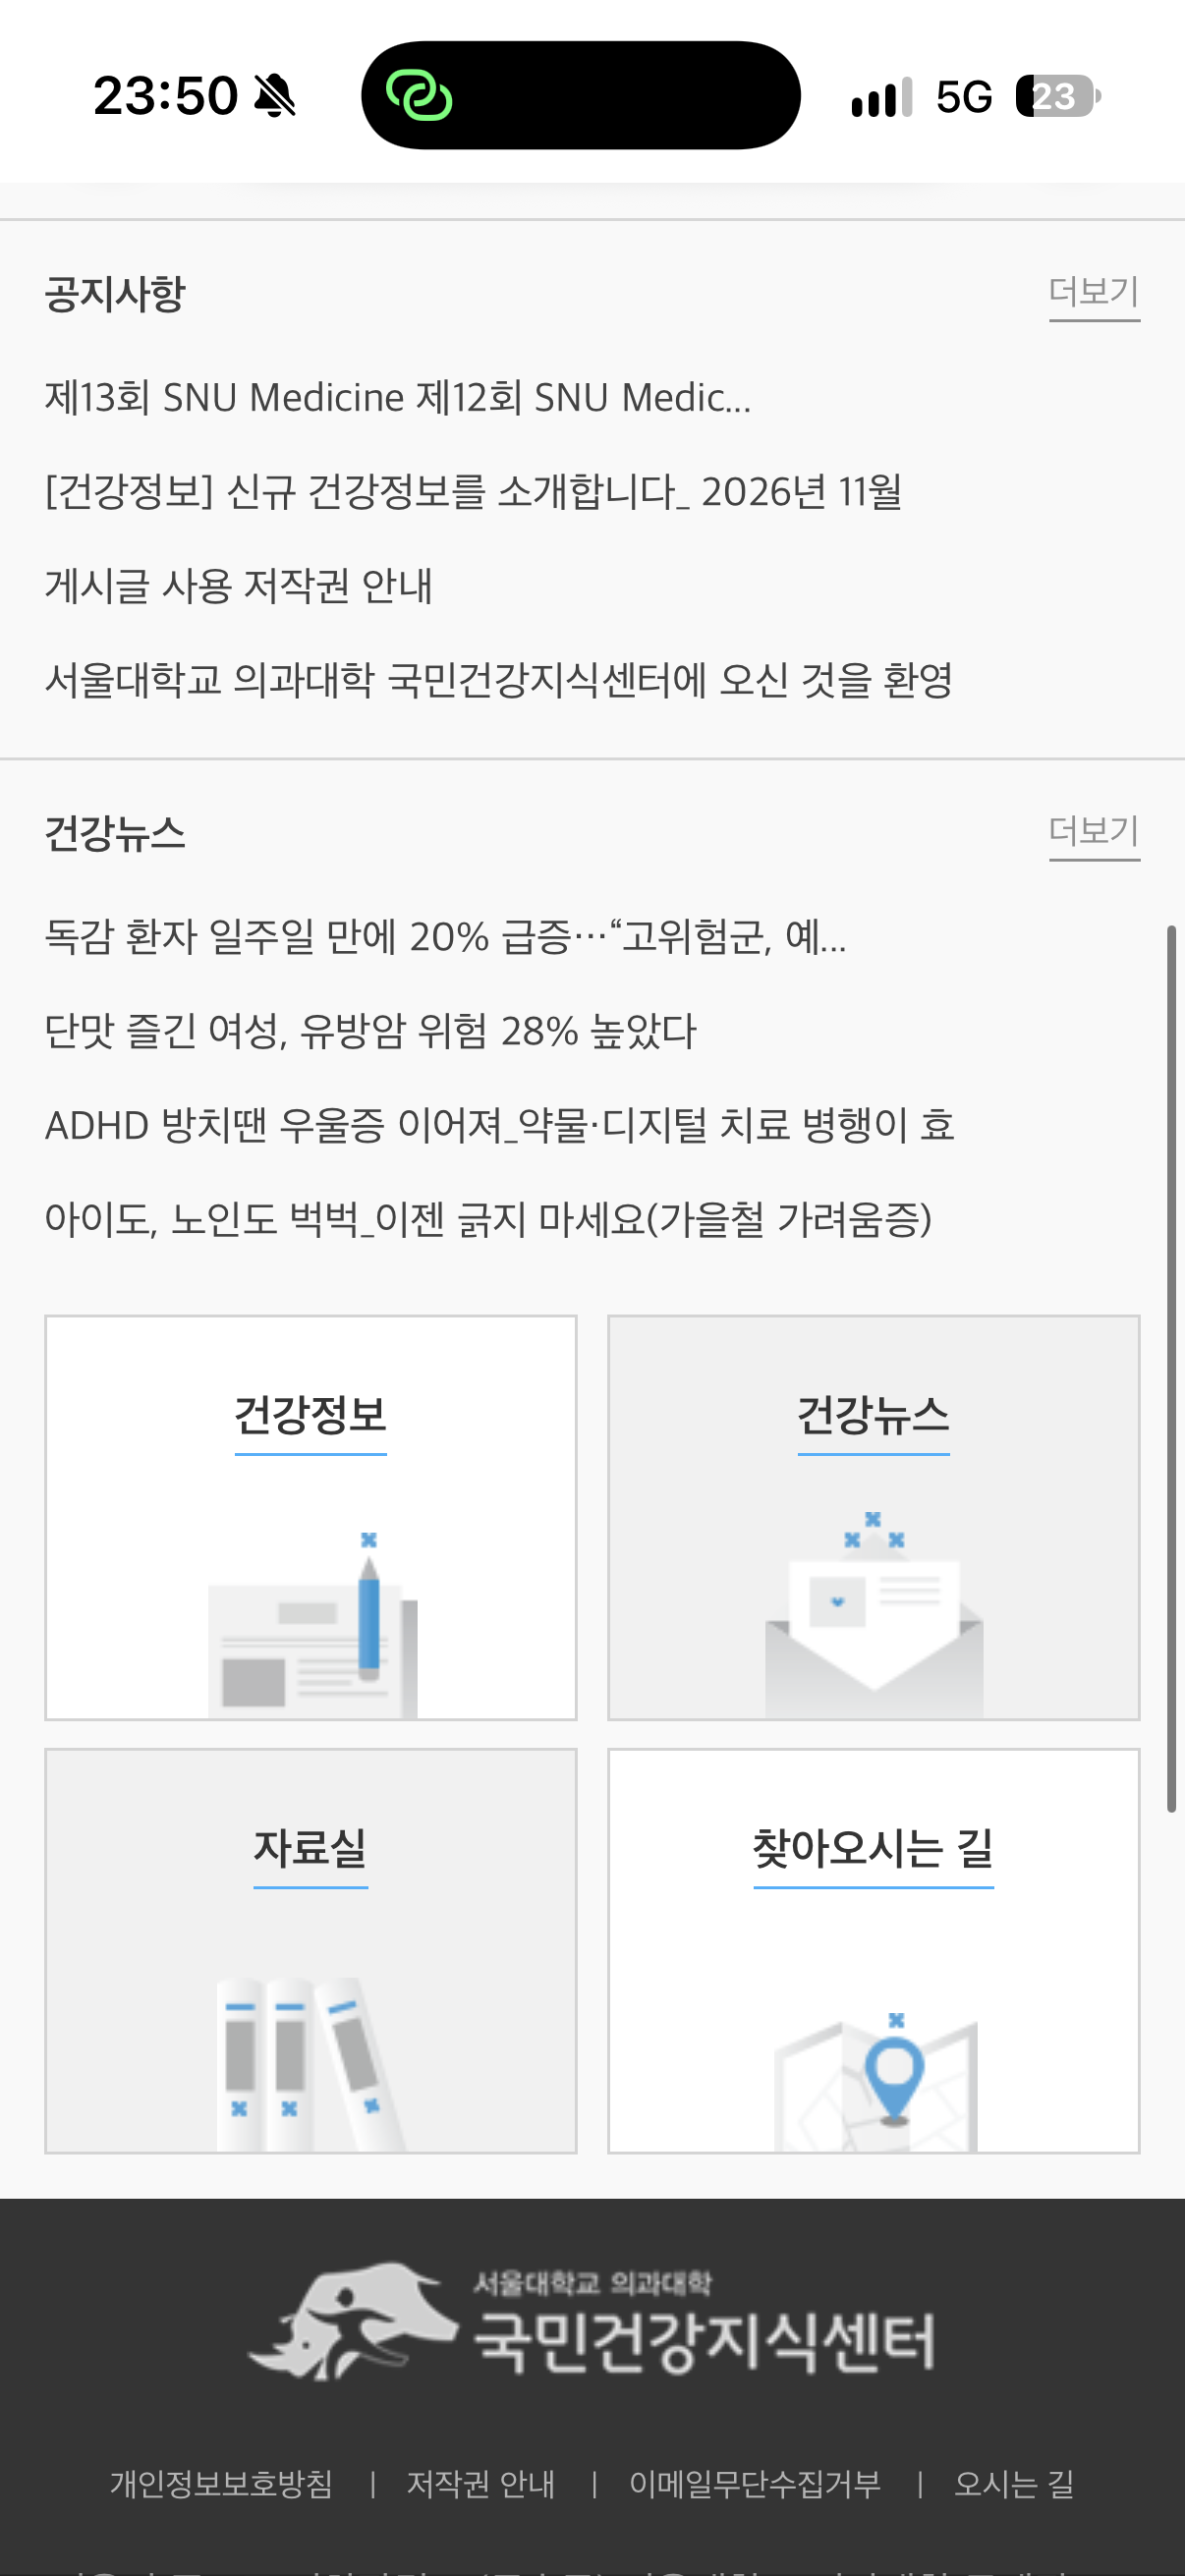 23:50
5G
23
공지사항
더보기
제13회 SNU Medicine 제12회 SNU Medic...
[건강정보] 신규 건강정보를 소개합니다_ 2026년 11월
게시글 사용 저작권 안내
서울대학교 의과대학 국민건강지식센터에 오신 것을 환영
건강뉴스
더보기
독감 환자 일주일 만에 20% 급증…“고위험군, 예...
단맛 즐긴 여성, 유방암 위험 28% 높았다
ADHD 방치땐 우울증 이어져_약물·디지털 치료 병행이 효
아이도, 노인도 벅벅_이젠 긁지 마세요(가을철 가려움증)
건강정보
건강뉴스
자료실
찾아오시는 길
서울대학교 의과대학
국민건강지식센터
개인정보보호방침 | 저작권 안내 | 이메일무단수집거부 | 오시는 길